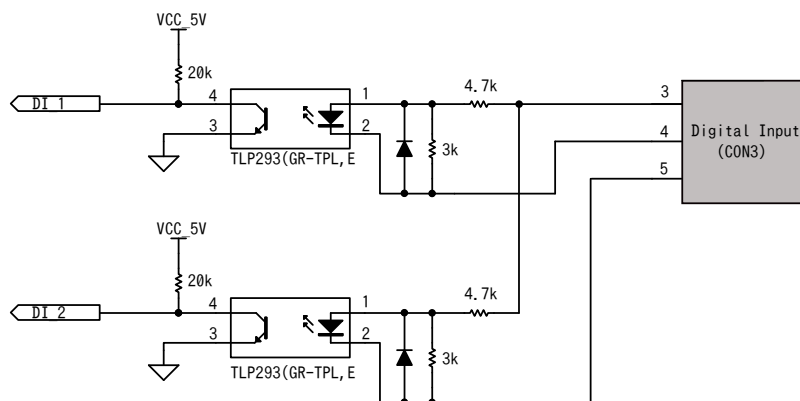 VCC_5V
20k
DI_1
4
3
TLP293(GR-TPL,E
1
2
3k
4.7k
3
4
5
Digital Input
(CON3)
VCC_5V
20k
DI_2
4
3
TLP293(GR-TPL,E
1
2
3k
4.7k